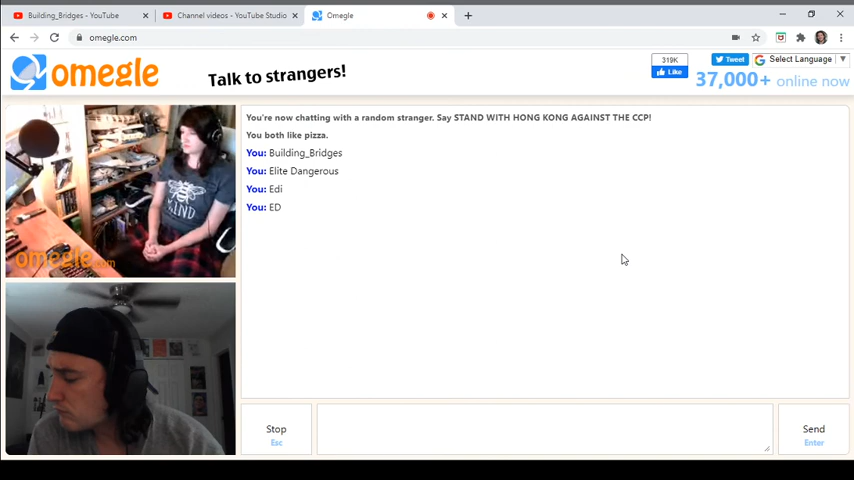 Building_Bridges - YouTube
Channel videos - YouTube Studio
Omegle
omegle.com
omegle
Talk to strangers!
319K
Like
Tweet
Select Language
37,000+ online now
You're now chatting with a random stranger. Say STAND WITH HONG KONG AGAINST THE CCP!
You both like pizza.
You: Building_Bridges
You: Elite Dangerous
You: Edi
You: ED
KIND
omegle.com
Stop
Esc
Send
Enter